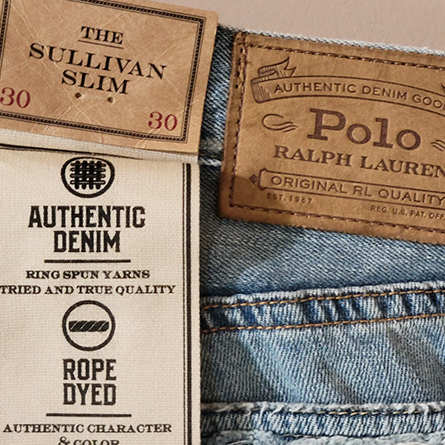 THE
SULLIVAN
SLIM
30
30
AUTHENTIC
DENIM
RING SPUN YARNS
TRIED AND TRUE QUALITY
ROPE
DYED
AUTHENTIC CHARACTER
& COLOR
AUTHENTIC DENIM GOO
Polo
RALPH LAUREN
ORIGINAL RL QUALITY
EST. 1967
REG. U.S. PAT. OFF